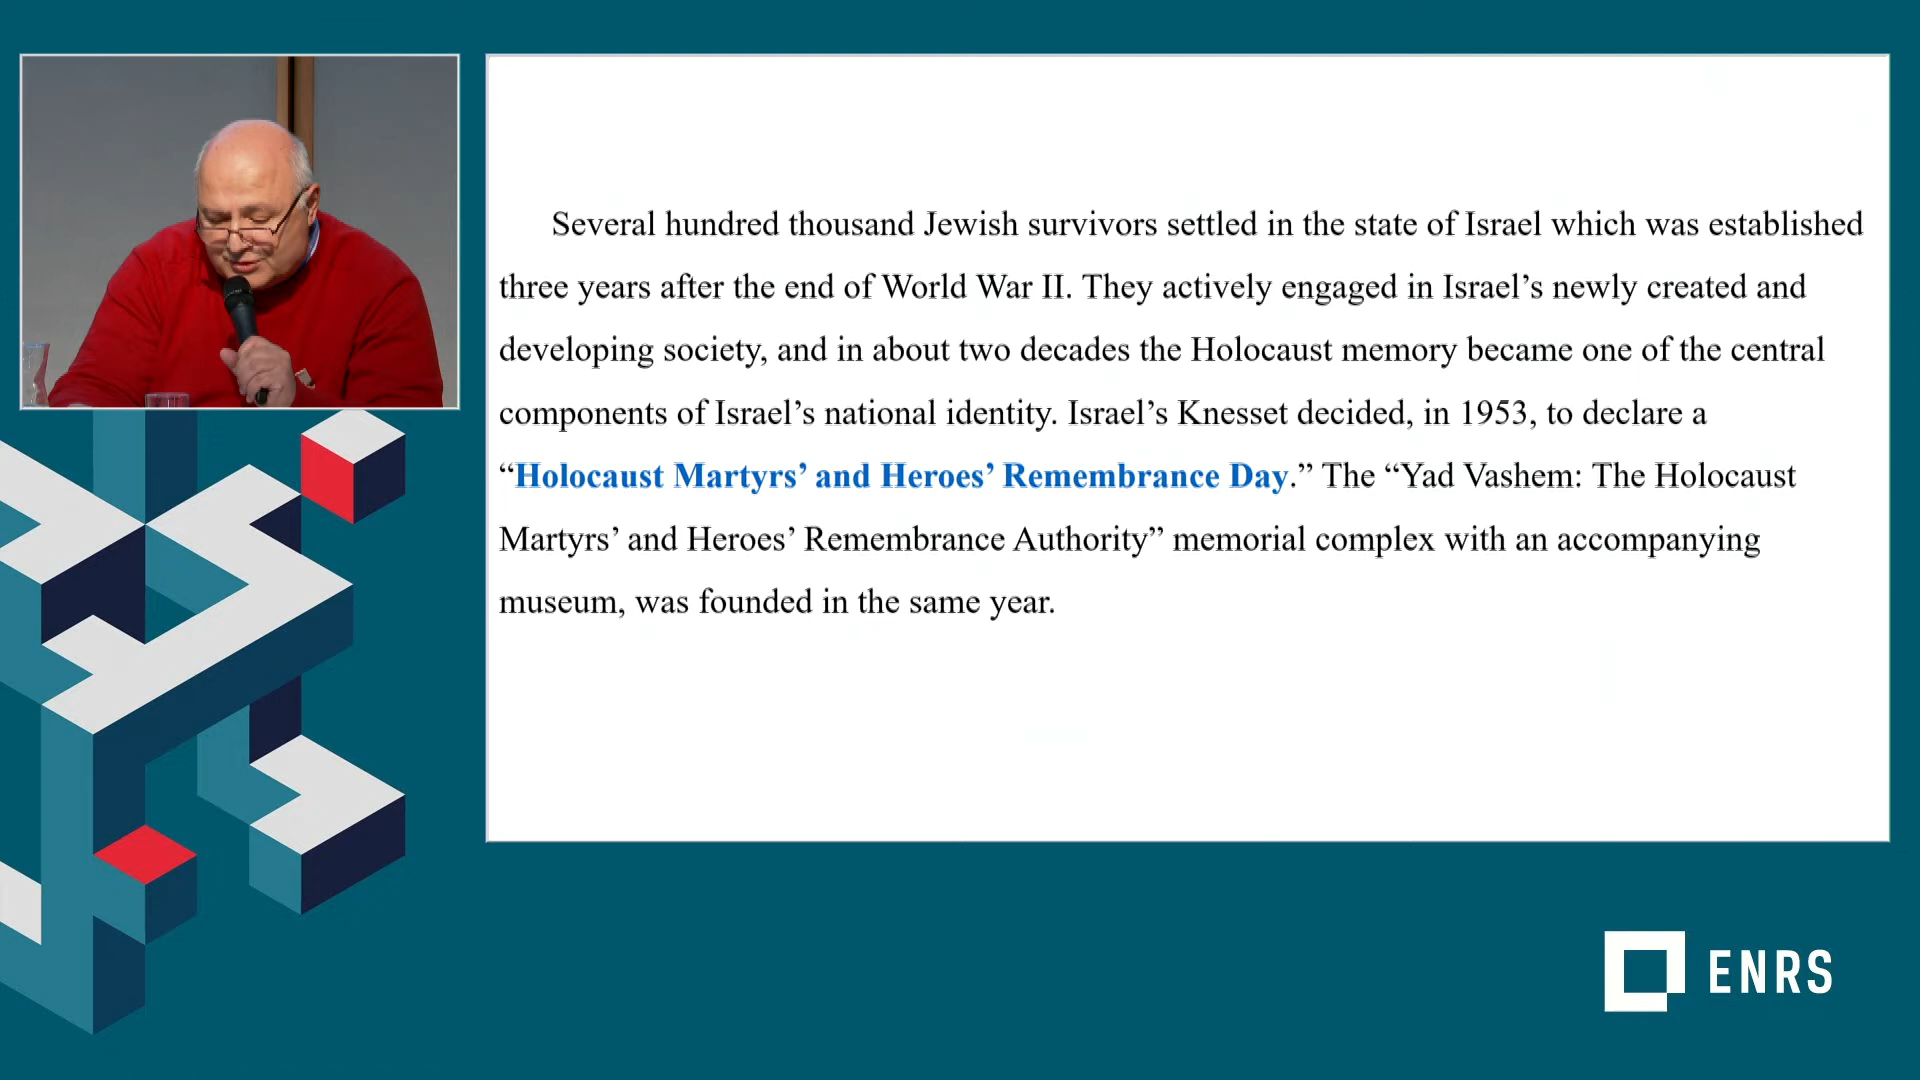 Several hundred thousand Jewish survivors settled in the state of Israel which was established
three years after the end of World War II. They actively engaged in Israel’s newly created and
developing society, and in about two decades the Holocaust memory became one of the central
components of Israel’s national identity. Israel’s Knesset decided, in 1953, to declare a
“Holocaust Martyrs’ and Heroes’ Remembrance Day.” The “Yad Vashem: The Holocaust
Martyrs’ and Heroes’ Remembrance Authority” memorial complex with an accompanying
museum, was founded in the same year.
ENRS